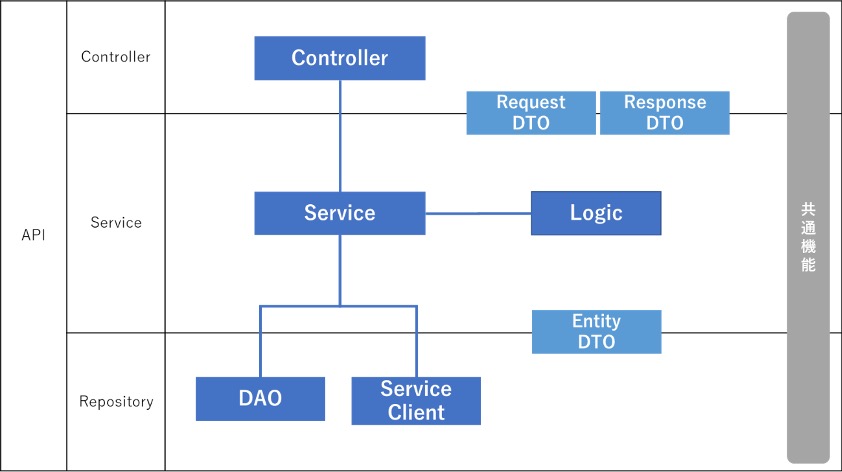 Controller
Controller
Request
DTO
Response
DTO
API
Service
Service
Logic
共通機能
Entity
DTO
Repository
DAO
Service
Client